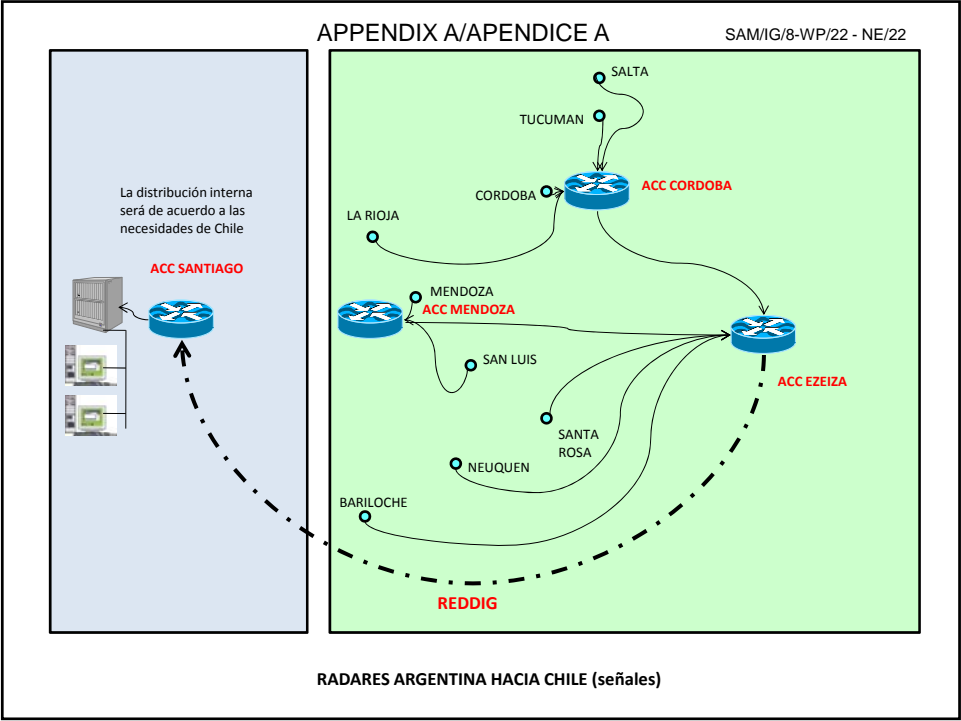 APPENDIX A/APENDICE A
SAM/IG/8-WP/22 - NE/22
La distribución interna
será de acuerdo a las
necesidades de Chile
ACC SANTIAGO
SALTA
TUCUMAN
CORDOBA
ACC CORDOBA
LA RIOJA
MENDOZA
ACC MENDOZA
SAN LUIS
ACC EZEIZA
SANTA
ROSA
NEUQUEN
BARILOCHE
REDDIG
RADARES ARGENTINA HACIA CHILE (señales)